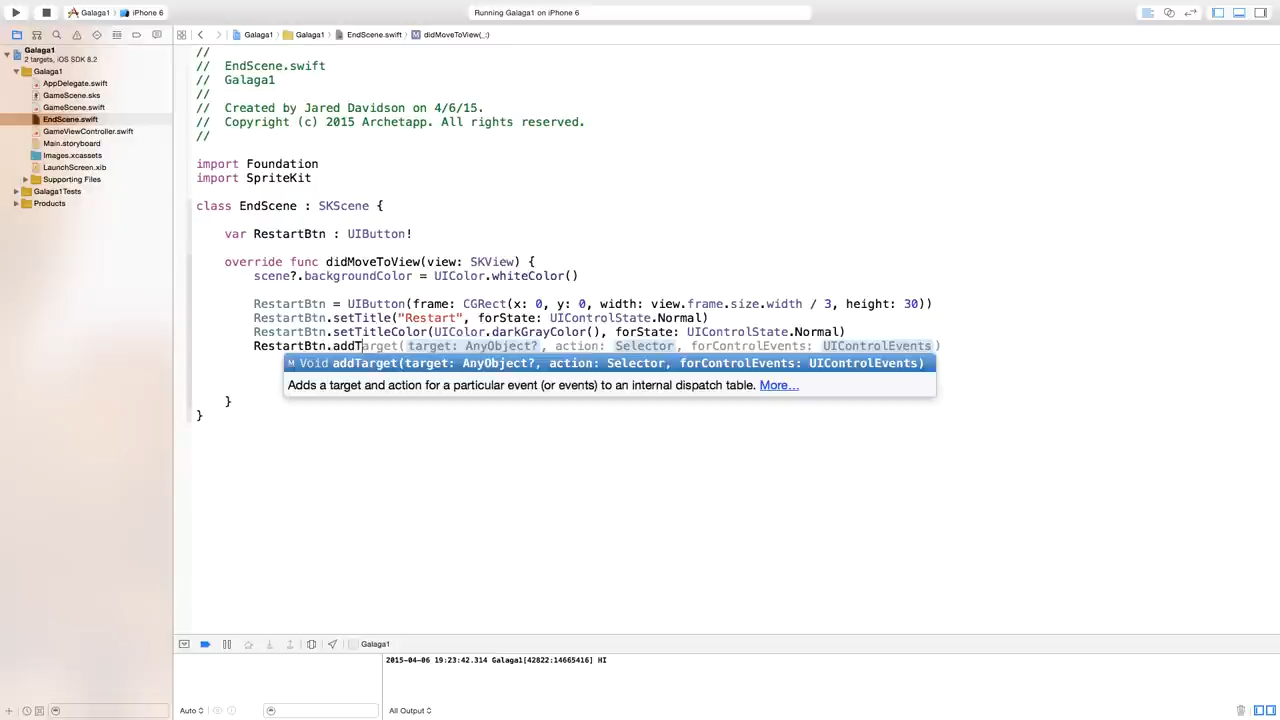 Galaga1 iPhone 6 Running Galaga1 on iPhone 6
Galaga1 Galaga1 EndScene.swift M didMoveToView(_:)
Galaga1
2 targets, iOS SDK 8.2
Galaga1
AppDelegate.swift
GameScene.sks
GameScene.swift
EndScene.swift
GameViewController.swift
Main.storyboard
Images.xcassets
LaunchScreen.xib
Supporting Files
Galaga1Tests
Products
//
// EndScene.swift
// Galaga1
//
// Created by Jared Davidson on 4/6/15.
// Copyright (c) 2015 Archetapp. All rights reserved.
//
import Foundation
import SpriteKit
class EndScene : SKScene {
var RestartBtn : UIButton!
override func didMoveToView(view: SKView) {
scene?.backgroundColor = UIColor.whiteColor()
RestartBtn = UIButton(frame: CGRect(x: 0, y: 0, width: view.frame.size.width / 3, height: 30))
RestartBtn.setTitle("Restart", forState: UIControlState.Normal)
RestartBtn.setTitleColor(UIColor.darkGrayColor(), forState: UIControlState.Normal)
RestartBtn.addTarget(target: AnyObject?, action: Selector, forControlEvents: UIControlEvents)
M Void addTarget(target: AnyObject?, action: Selector, forControlEvents: UIControlEvents)
Adds a target and action for a particular event (or events) to an internal dispatch table. More...
}
}
Galaga1
2015-04-06 19:23:42.314 Galaga1[42822:14665416] HI
Auto All Output